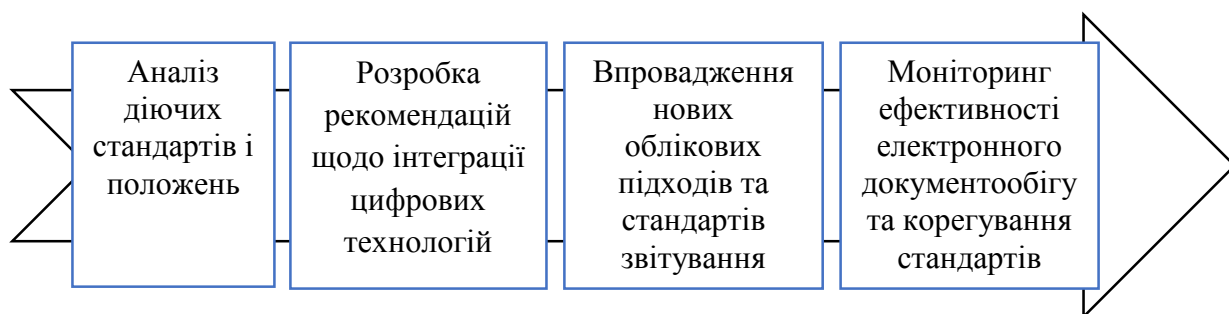 Аналіз
діючих
стандартів і
положень
Розробка
рекомендацій
щодо інтеграції
цифрових
технологій
Впровадження
нових
облікових
підходів та
стандартів
звітування
Моніторинг
ефективності
електронного
документообігу
та корегування
стандартів